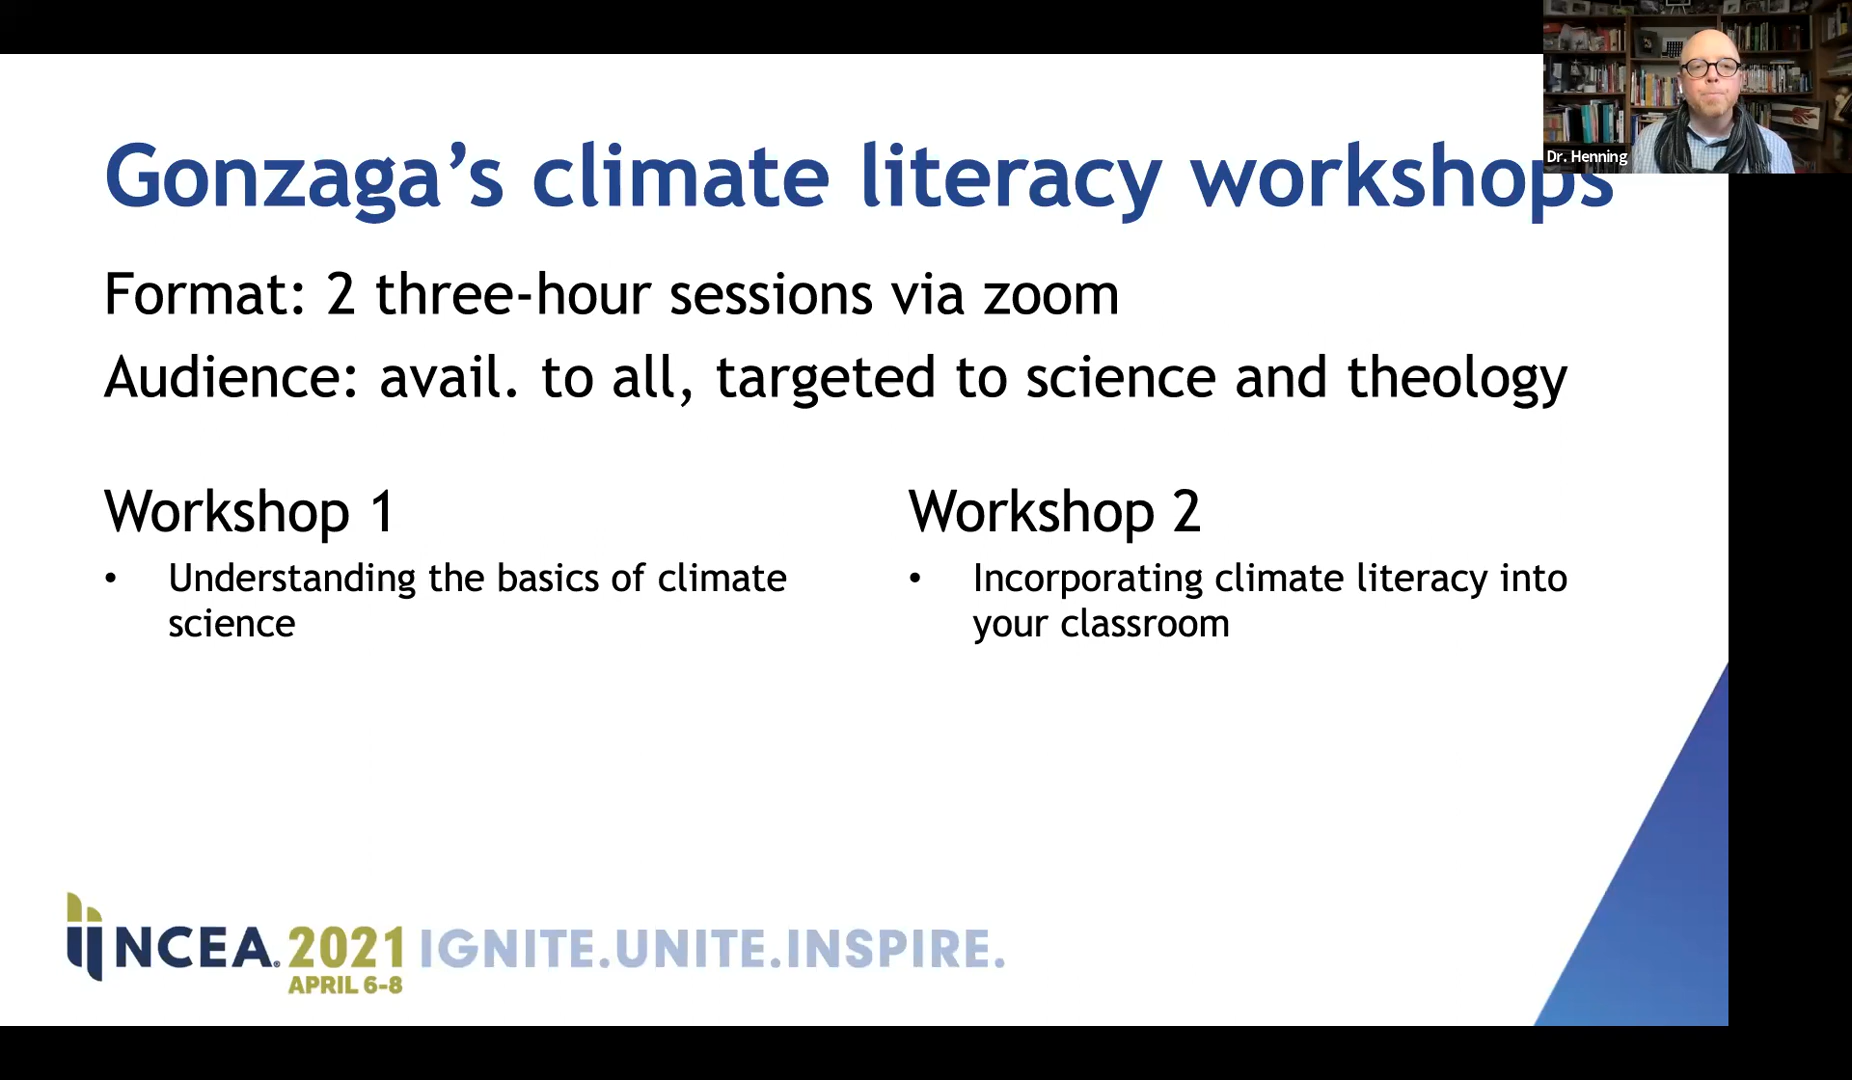 Dr. Henning
Gonzaga’s climate literacy workshops
Format: 2 three-hour sessions via zoom
Audience: avail. to all, targeted to science and theology
Workshop 1
• Understanding the basics of climate
science
Workshop 2
• Incorporating climate literacy into
your classroom
NCEA® 2021 IGNITE.UNITE.INSPIRE.
APRIL 6-8